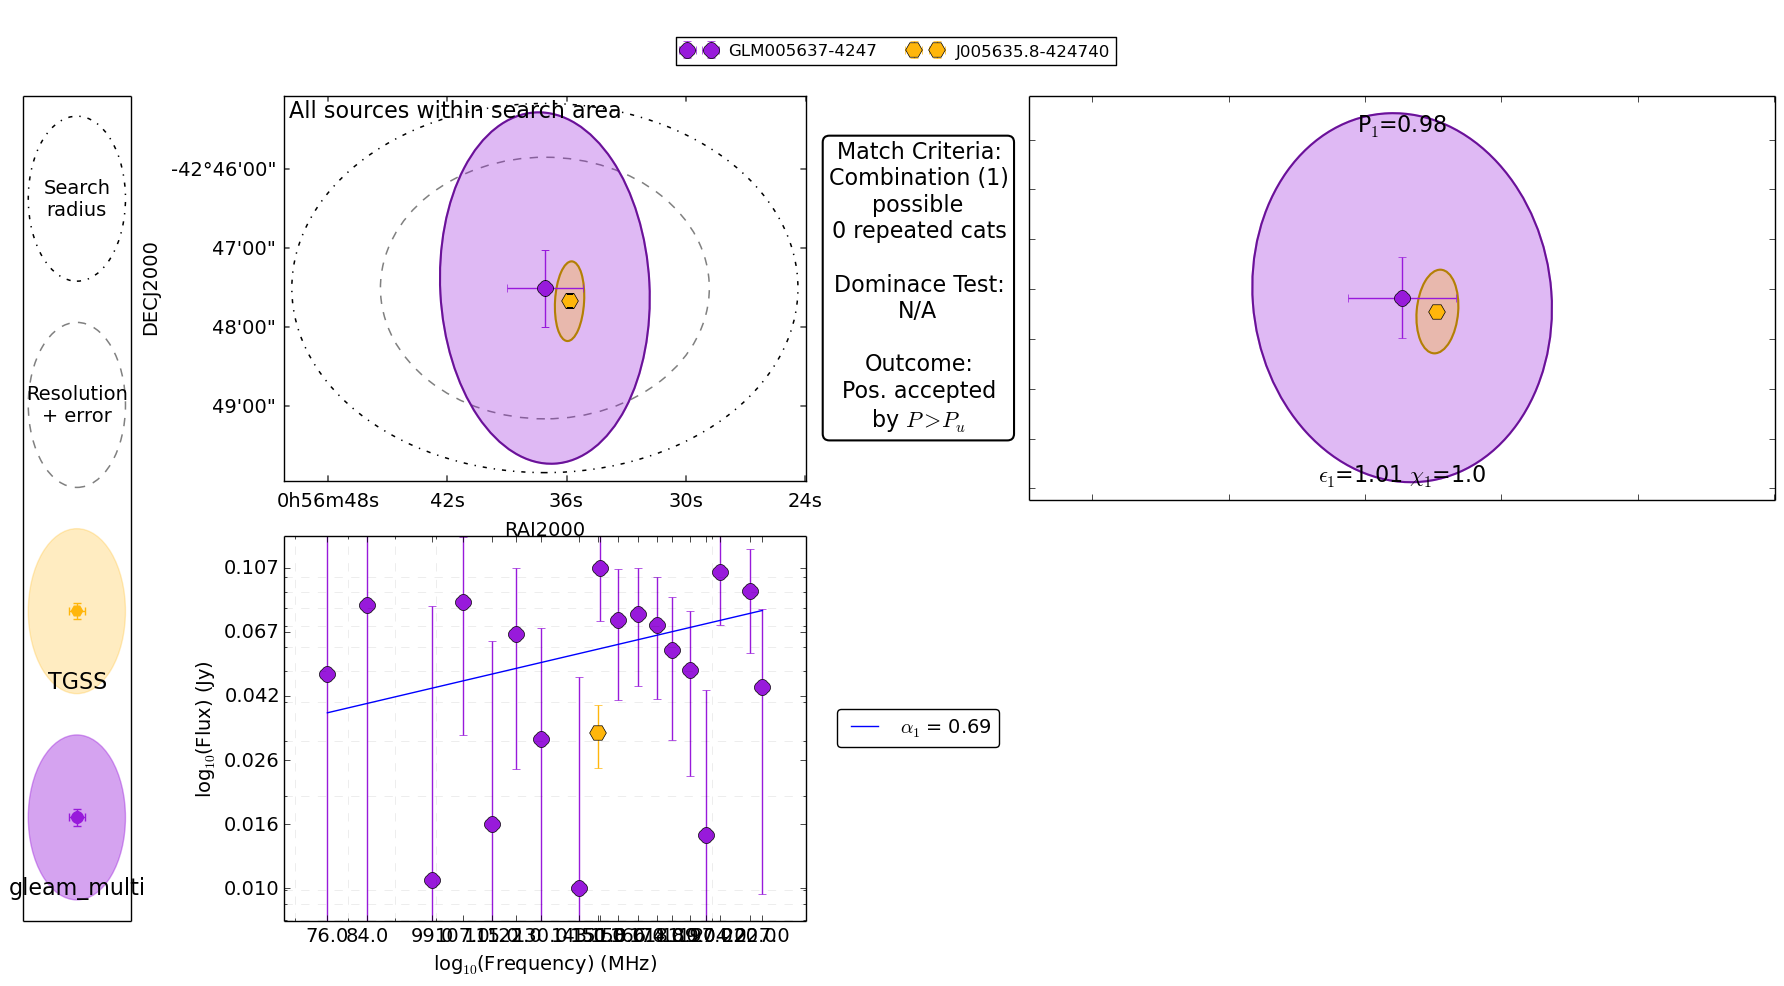 GLM005637-4247 J005635.8-424740
All sources within search area
Search
radius
Resolution
+ error
TGSS
gleam_multi
DECJ2000
-42°46'00"
47'00"
48'00"
49'00"
0h56m48s 42s 36s 30s 24s
RAJ2000
Match Criteria:
Combination (1)
possible
0 repeated cats
Dominace Test:
N/A
Outcome:
Pos. accepted
by P>Pᵤ
P₁=0.98
ϵ₁=1.01 χ₁=1.0
log₁₀(Flux) (Jy)
0.107
0.067
0.042
0.026
0.016
0.010
76.0 84.0
log₁₀(Frequency) (MHz)
α₁ = 0.69